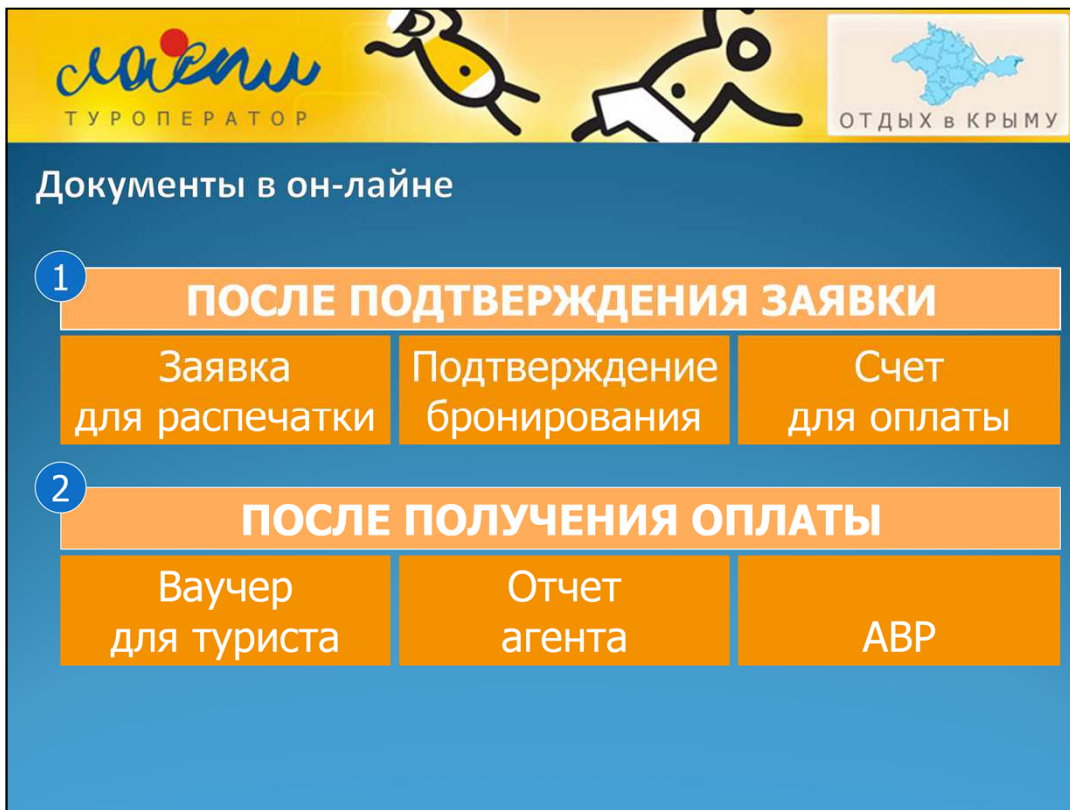 ТУРОПЕРАТОР
ОТДЫХ в КРЫМУ
Документы в он-лайне
1
ПОСЛЕ ПОДТВЕРЖДЕНИЯ ЗАЯВКИ
Заявка
для распечатки
Подтверждение
бронирования
Счет
для оплаты
2
ПОСЛЕ ПОЛУЧЕНИЯ ОПЛАТЫ
Ваучер
для туриста
Отчет
агента
АВР